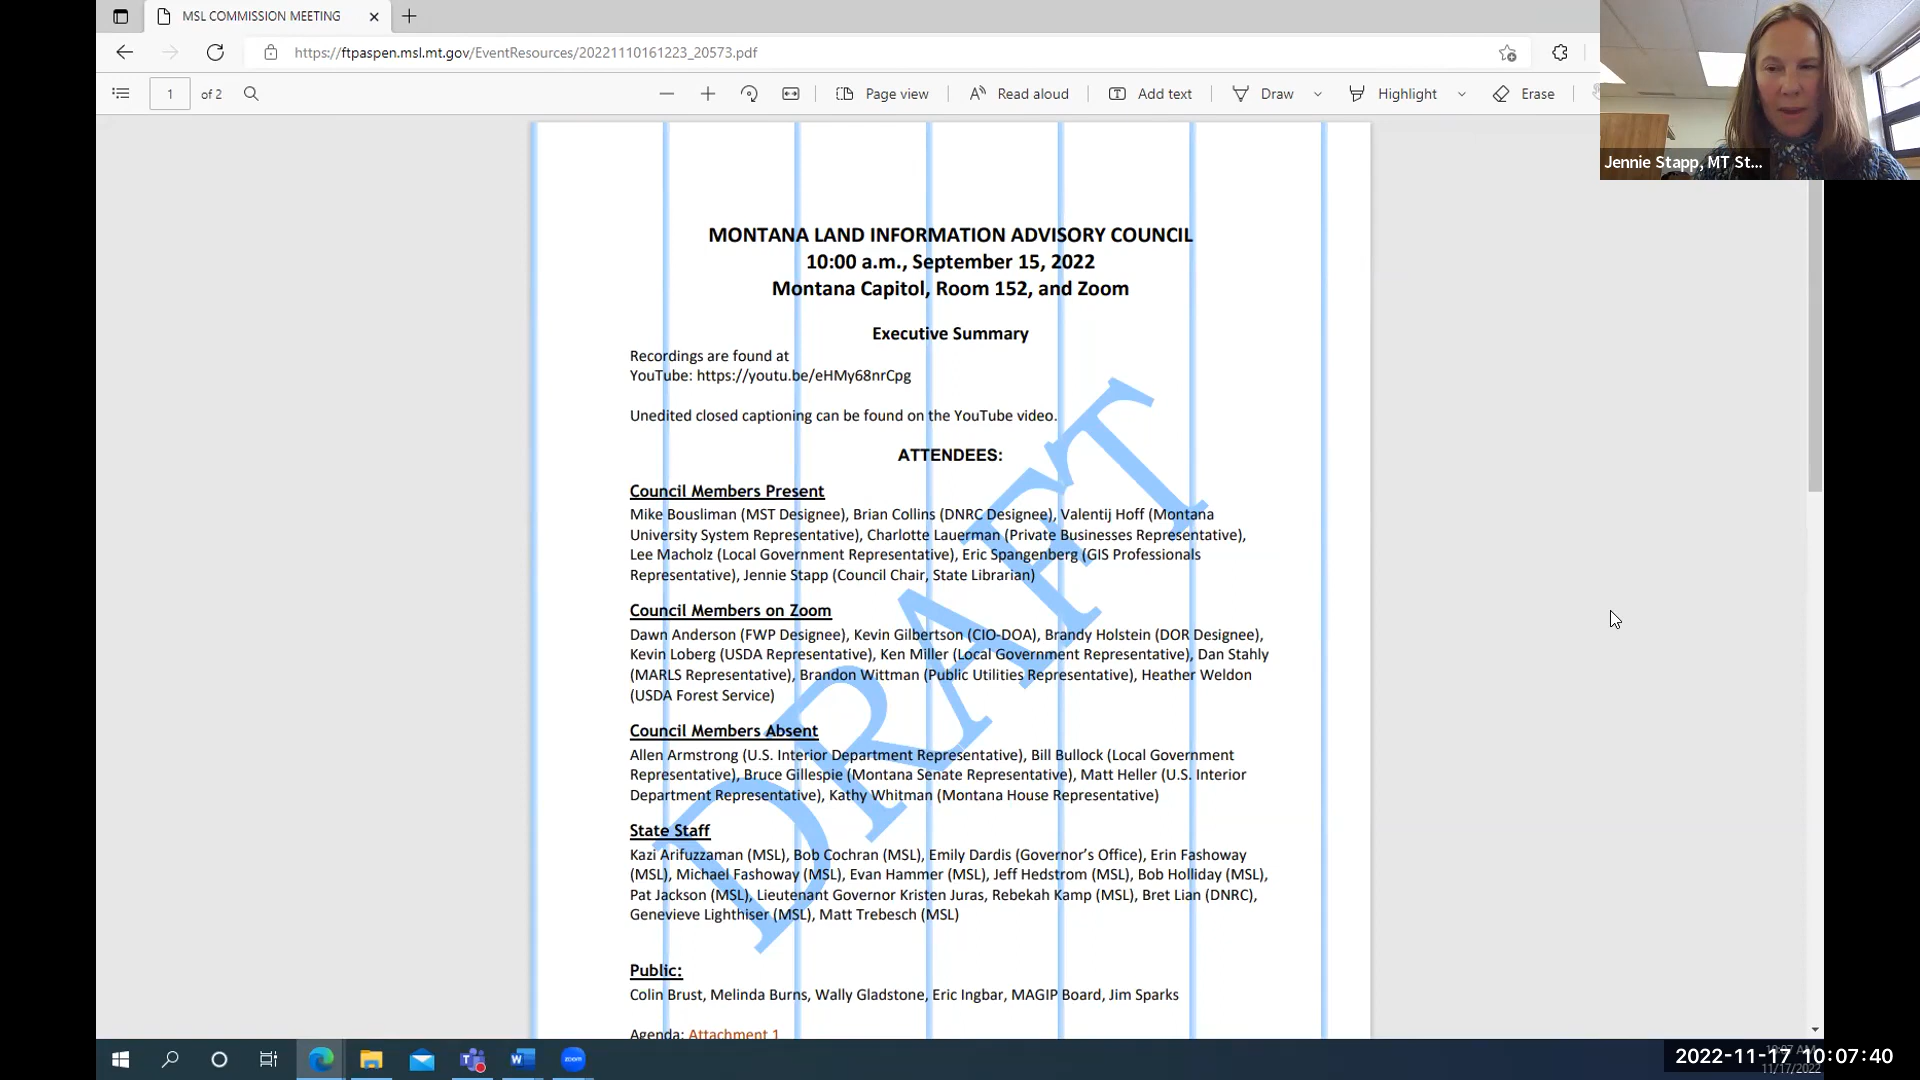 MSL COMMISSION MEETING
https://ftpaspen.msl.mt.gov/EventResources/20221110161223_20573.pdf
1 of 2
Page view
Read aloud
Add text
Draw
Highlight
Erase
Jennie Stapp, MT St...
MONTANA LAND INFORMATION ADVISORY COUNCIL
10:00 a.m., September 15, 2022
Montana Capitol, Room 152, and Zoom
Executive Summary
Recordings are found at
YouTube: https://youtu.be/eHMy68nrCpg
Unedited closed captioning can be found on the YouTube video.
ATTENDEES:
Council Members Present
Mike Bousliman (MST Designee), Brian Collins (DNRC Designee), Valentij Hoff (Montana
University System Representative), Charlotte Lauerman (Private Businesses Representative),
Lee Macholz (Local Government Representative), Eric Spangenberg (GIS Professionals
Representative), Jennie Stapp (Council Chair, State Librarian)
Council Members on Zoom
Dawn Anderson (FWP Designee), Kevin Gilbertson (CIO-DOA), Brandy Holstein (DOR Designee),
Kevin Loberg (USDA Representative), Ken Miller (Local Government Representative), Dan Stahly
(MARLS Representative), Brandon Wittman (Public Utilities Representative), Heather Weldon
(USDA Forest Service)
Council Members Absent
Allen Armstrong (U.S. Interior Department Representative), Bill Bullock (Local Government
Representative), Bruce Gillespie (Montana Senate Representative), Matt Heller (U.S. Interior
Department Representative), Kathy Whitman (Montana House Representative)
State Staff
Kazi Arifuzzaman (MSL), Bob Cochran (MSL), Emily Dardis (Governor's Office), Erin Fashoway
(MSL), Michael Fashoway (MSL), Evan Hammer (MSL), Jeff Hedstrom (MSL), Bob Holliday (MSL),
Pat Jackson (MSL), Lieutenant Governor Kristen Juras, Rebekah Kamp (MSL), Bret Lian (DNRC),
Genevieve Lighthiser (MSL), Matt Trebesch (MSL)
Public:
Colin Brust, Melinda Burns, Wally Gladstone, Eric Ingbar, MAGIP Board, Jim Sparks
Agenda: Attachment 1
DRAFT
zoom
2022-11-17 10:07:40
11/17/2022